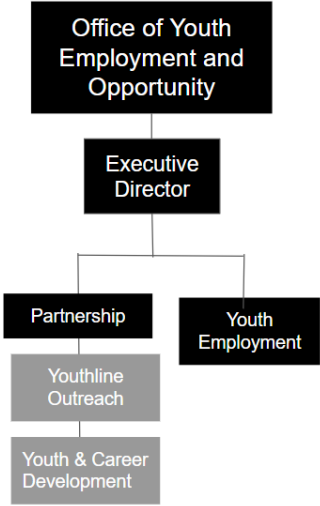 Office of Youth
Employment and
Opportunity
Executive
Director
Partnership
Youth
Employment
Youthline
Outreach
Youth & Career
Development